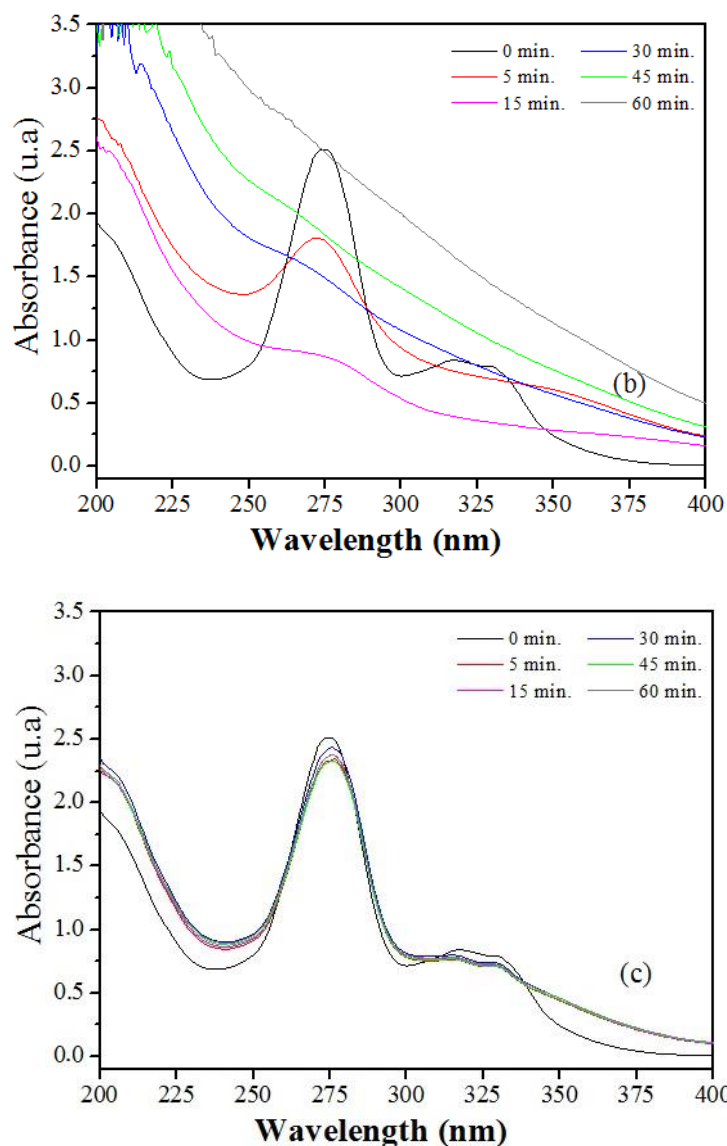 3.5
3.0
2.5
2.0
1.5
1.0
0.5
0.0
Absorbance (u.a)
0 min. 30 min.
5 min. 45 min.
15 min. 60 min.
(b)
200 225 250 275 300 325 350 375 400
Wavelength (nm)
3.5
3.0
2.5
2.0
1.5
1.0
0.5
0.0
Absorbance (u.a)
0 min. 30 min.
5 min. 45 min.
15 min. 60 min.
(c)
200 225 250 275 300 325 350 375 400
Wavelength (nm)